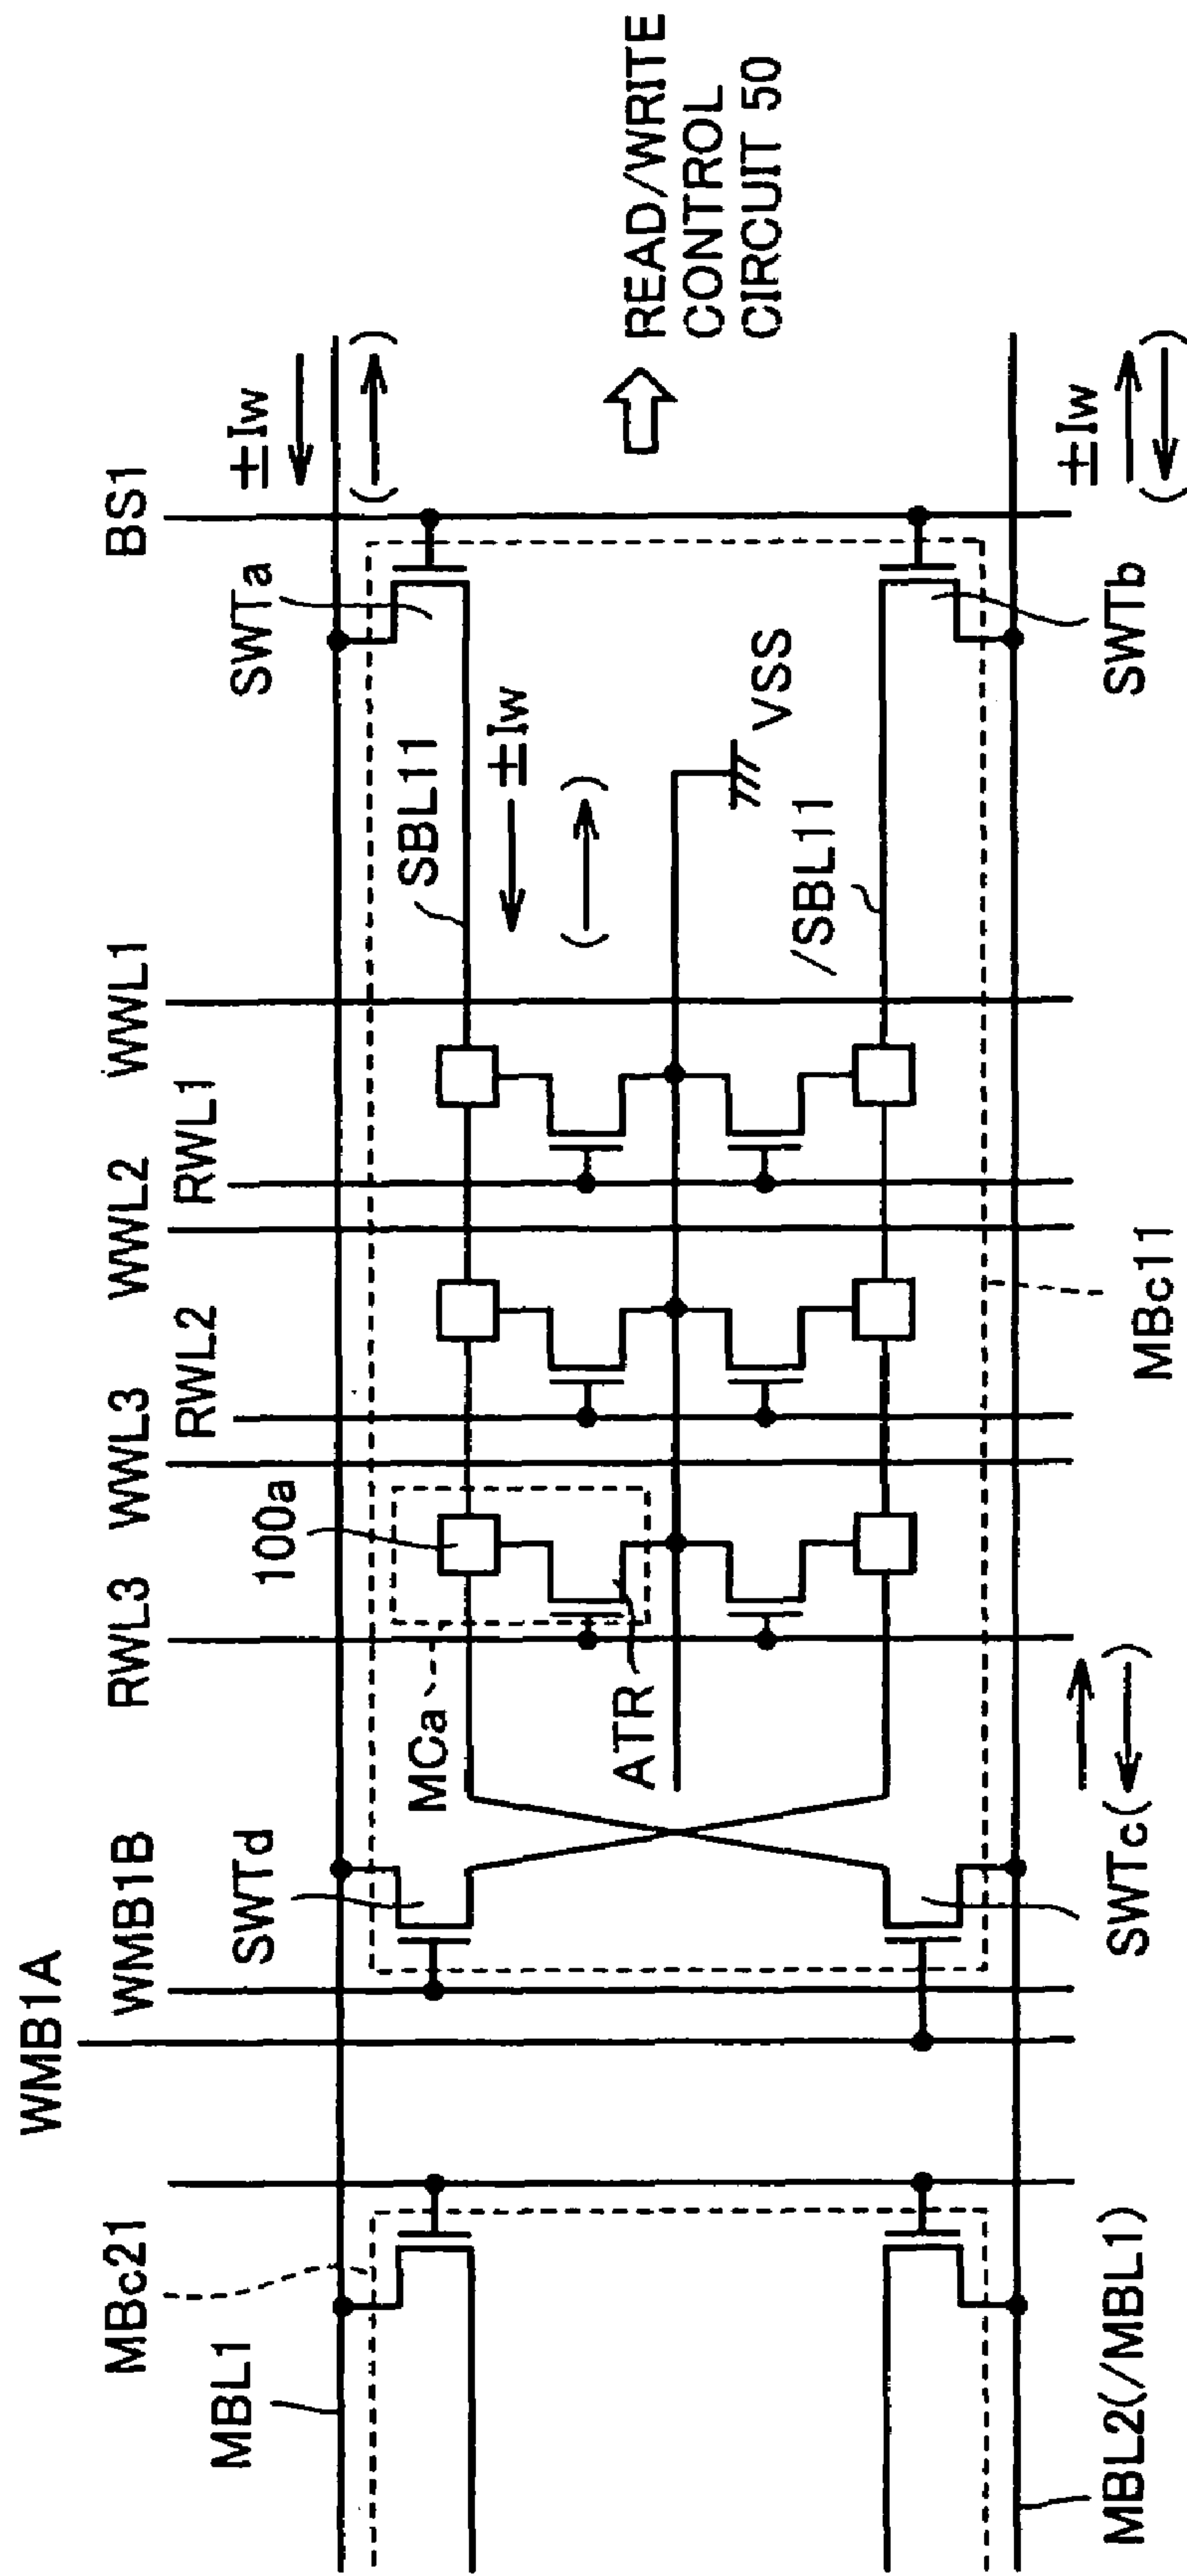 WMB1A
MBc21
WMB1B
RWL3
WWL3
RWL2
WWL2
RWL1
WWL1
BS1
MBL1
SWTd
100a
SWTa
±Iw
(    )
MCa
SBL11
±Iw
(    )
ATR
VSS
/SBL11
READ/WRITE
CONTROL
CIRCUIT 50
MBL2(/MBL1)
SWTc(    )
MBc11
SWTb
±Iw
(    )